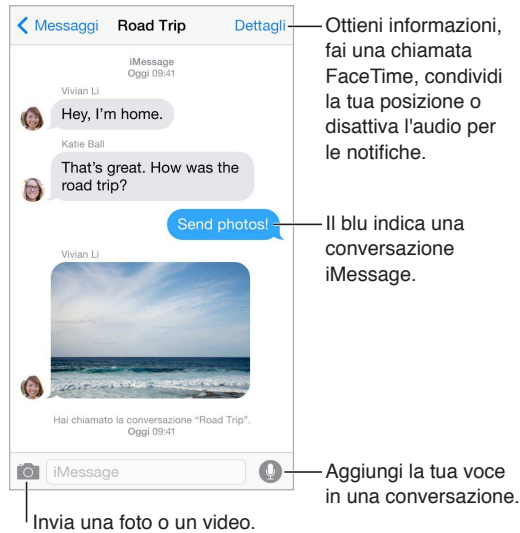 Messaggi Road Trip Dettagli
iMessage
Oggi 09:41
Vivian Li
Hey, I'm home.
Katie Ball
That's great. How was the
road trip?
Send photos!
Vivian Li
Hai chiamato la conversazione “Road Trip”.
Oggi 09:41
iMessage
Ottieni informazioni,
fai una chiamata
FaceTime, condividi
la tua posizione o
disattiva l'audio per
le notifiche.
Il blu indica una
conversazione
iMessage.
Aggiungi la tua voce
in una conversazione.
Invia una foto o un video.